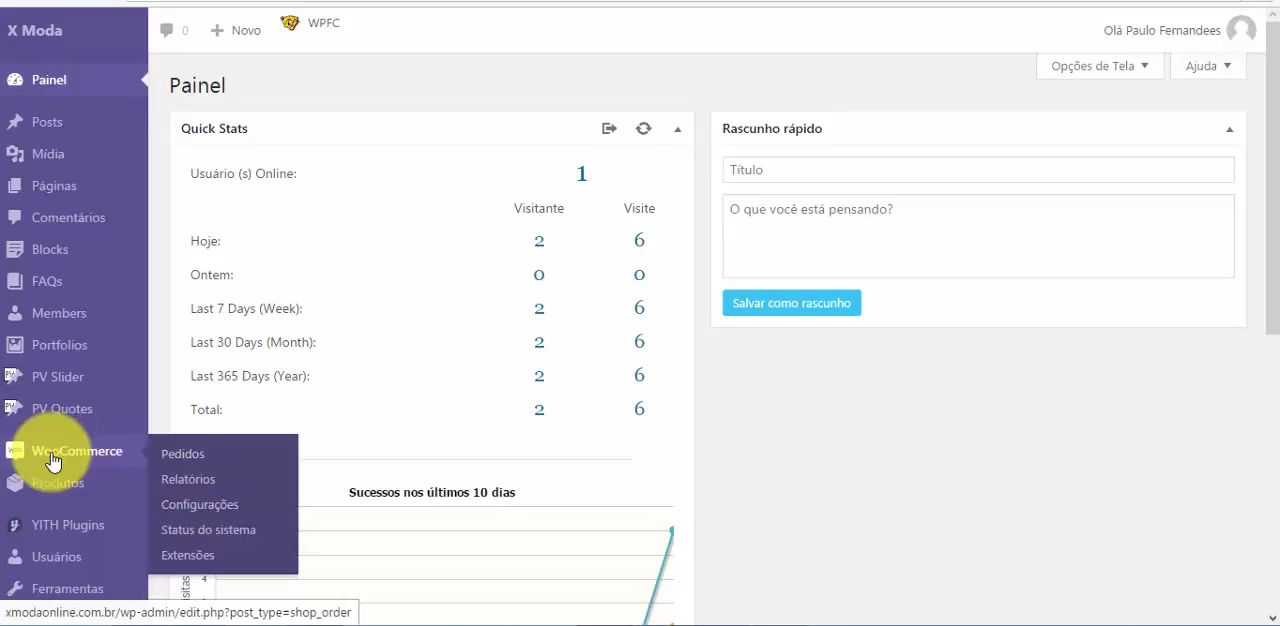 X Moda
0
Novo
WPFC
Olá Paulo Fernandees
Painel
Posts
Mídia
Páginas
Comentários
Blocks
FAQs
Members
Portfolios
PV Slider
PV Quotes
WooCommerce
Produtos
YITH Plugins
Usuários
Ferramentas
Pedidos
Relatórios
Configurações
Status do sistema
Extensões
Opções de Tela
Ajuda
Painel
Quick Stats
Usuário (s) Online: 1
Visitante Visite
Hoje: 2 6
Ontem: 0 0
Last 7 Days (Week): 2 6
Last 30 Days (Month): 2 6
Last 365 Days (Year): 2 6
Total: 2 6
Sucessos nos últimos 10 dias
4
Rascunho rápido
Título
O que você está pensando?
Salvar como rascunho
xmodaonline.com.br/wp-admin/edit.php?post_type=shop_order